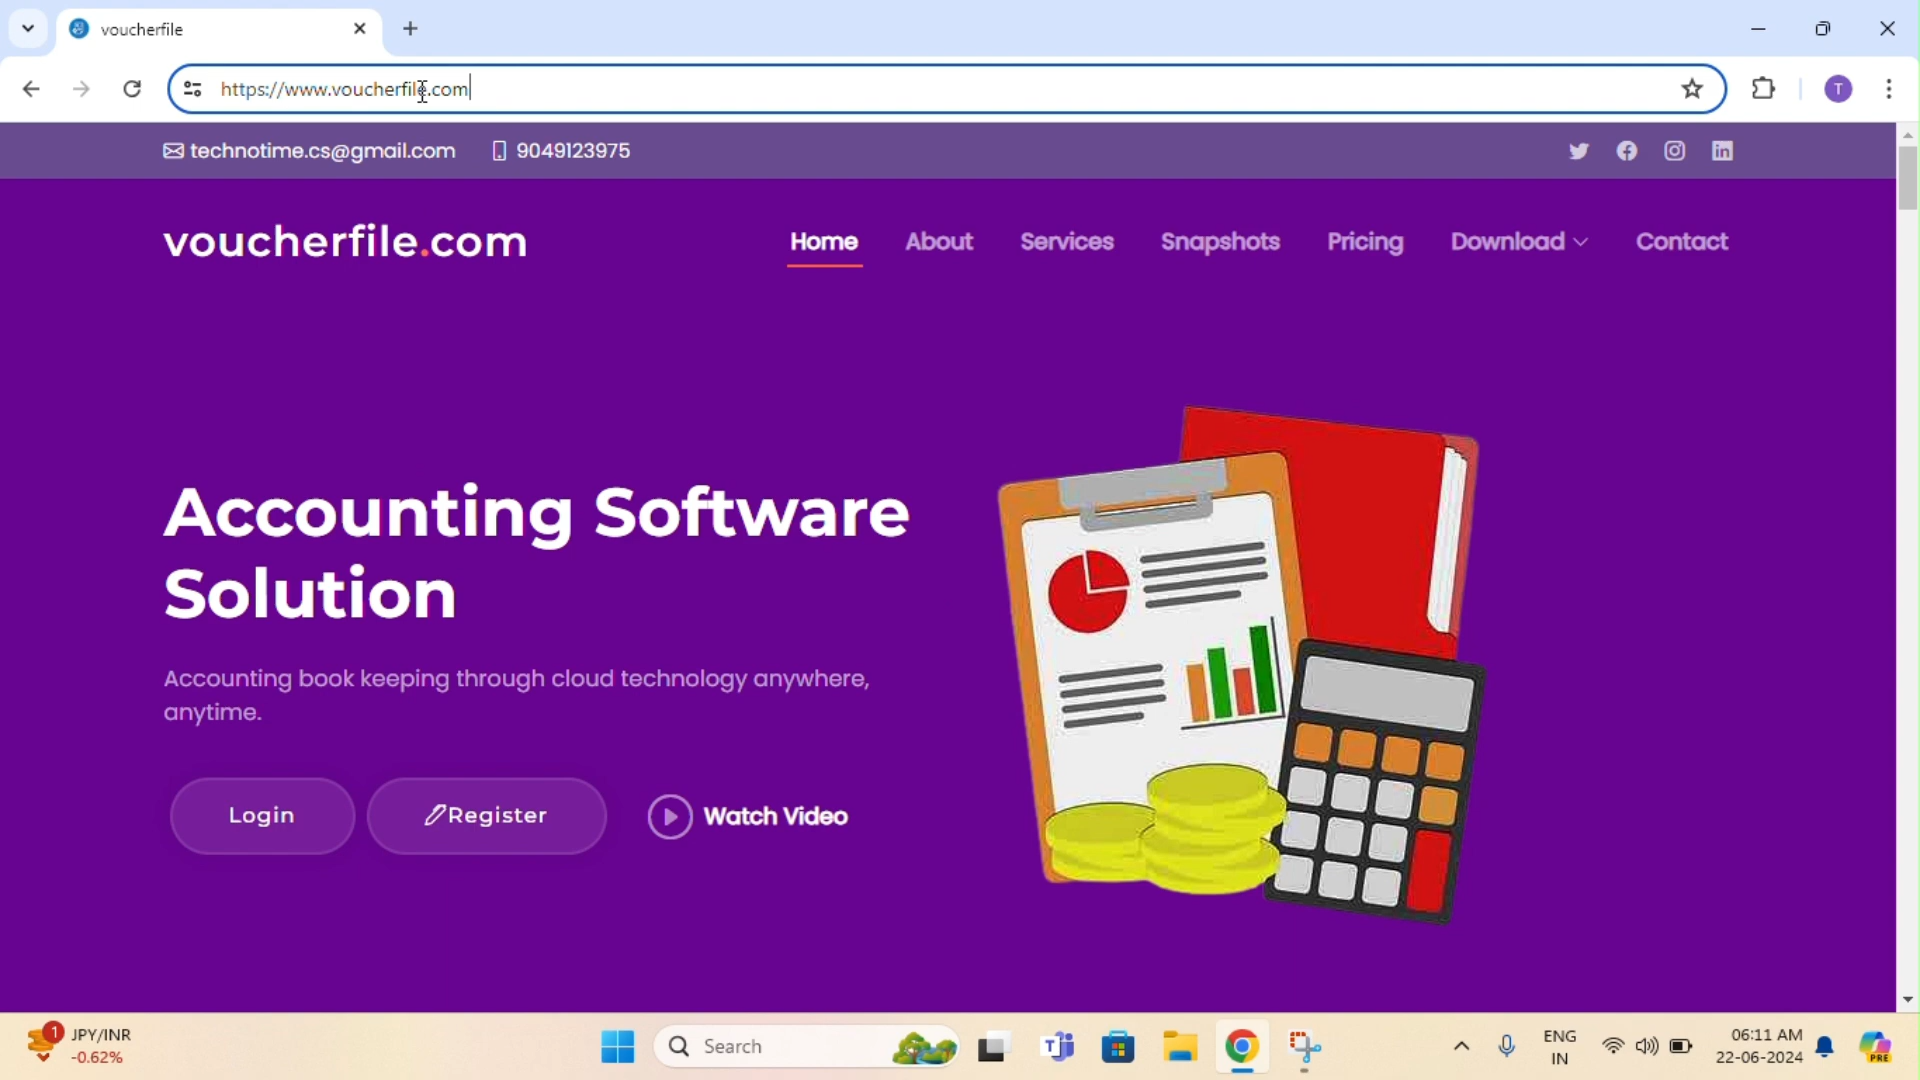 voucherfile
https://www.voucherfile.com
technotime.cs@gmail.com 9049123975
voucherfile.com
Home About Services Snapshots Pricing Download Contact
Accounting Software
Solution
Accounting book keeping through cloud technology anywhere,
anytime.
Login Register Watch Video
T
1
JPY/INR
-0.62%
Search
ENG
IN
06:11 AM
22-06-2024
PRE